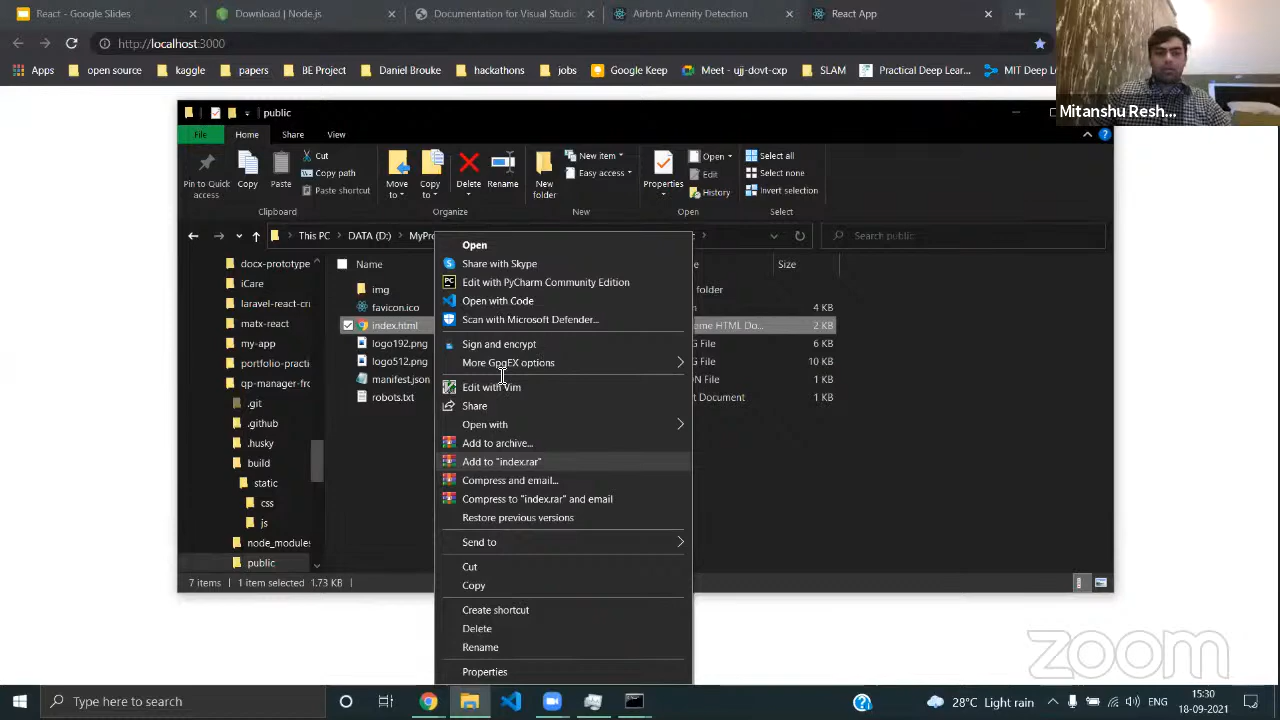 React - Google Slides
Download | Node.js
Documentation for Visual Studio
Airbnb Amenity Detection
React App
http://localhost:3000
Apps
open source
kaggle
papers
BE Project
Daniel Brouke
hackathons
jobs
Google Keep
Meet - ujj-dovt-cxp
SLAM
Practical Deep Lear...
MIT Deep
Mitanshu Resh...
public
File
Home
Share
View
Pin to Quick access
Copy
Paste
Cut
Copy path
Paste shortcut
Move to
Copy to
Delete
Rename
New folder
New item
Easy access
Properties
Open
Edit
History
Select all
Select none
Invert selection
Clipboard
Organize
New
Open
Select
This PC
DATA (D:)
MyPr
Search public
docx-prototype
iCare
laravel-react-cru
matx-react
my-app
portfolio-practic
qp-manager-fro
.git
.github
.husky
build
static
css
js
node_modules
public
Name
Size
img
folder
favicon.ico
4 KB
index.html
ome HTML Do...
2 KB
logo192.png
G File
6 KB
logo512.png
G File
10 KB
manifest.json
N File
1 KB
robots.txt
t Document
1 KB
Open
Share with Skype
Edit with PyCharm Community Edition
Open with Code
Scan with Microsoft Defender...
Sign and encrypt
More GpgEX options
Edit with Vim
Share
Open with
Add to archive...
Add to "index.rar"
Compress and email...
Compress to "index.rar" and email
Restore previous versions
Send to
Cut
Copy
Create shortcut
Delete
Rename
Properties
7 items
1 item selected 1.73 KB
zoom
Type here to search
28°C Light rain
ENG
15:30
18-09-2021